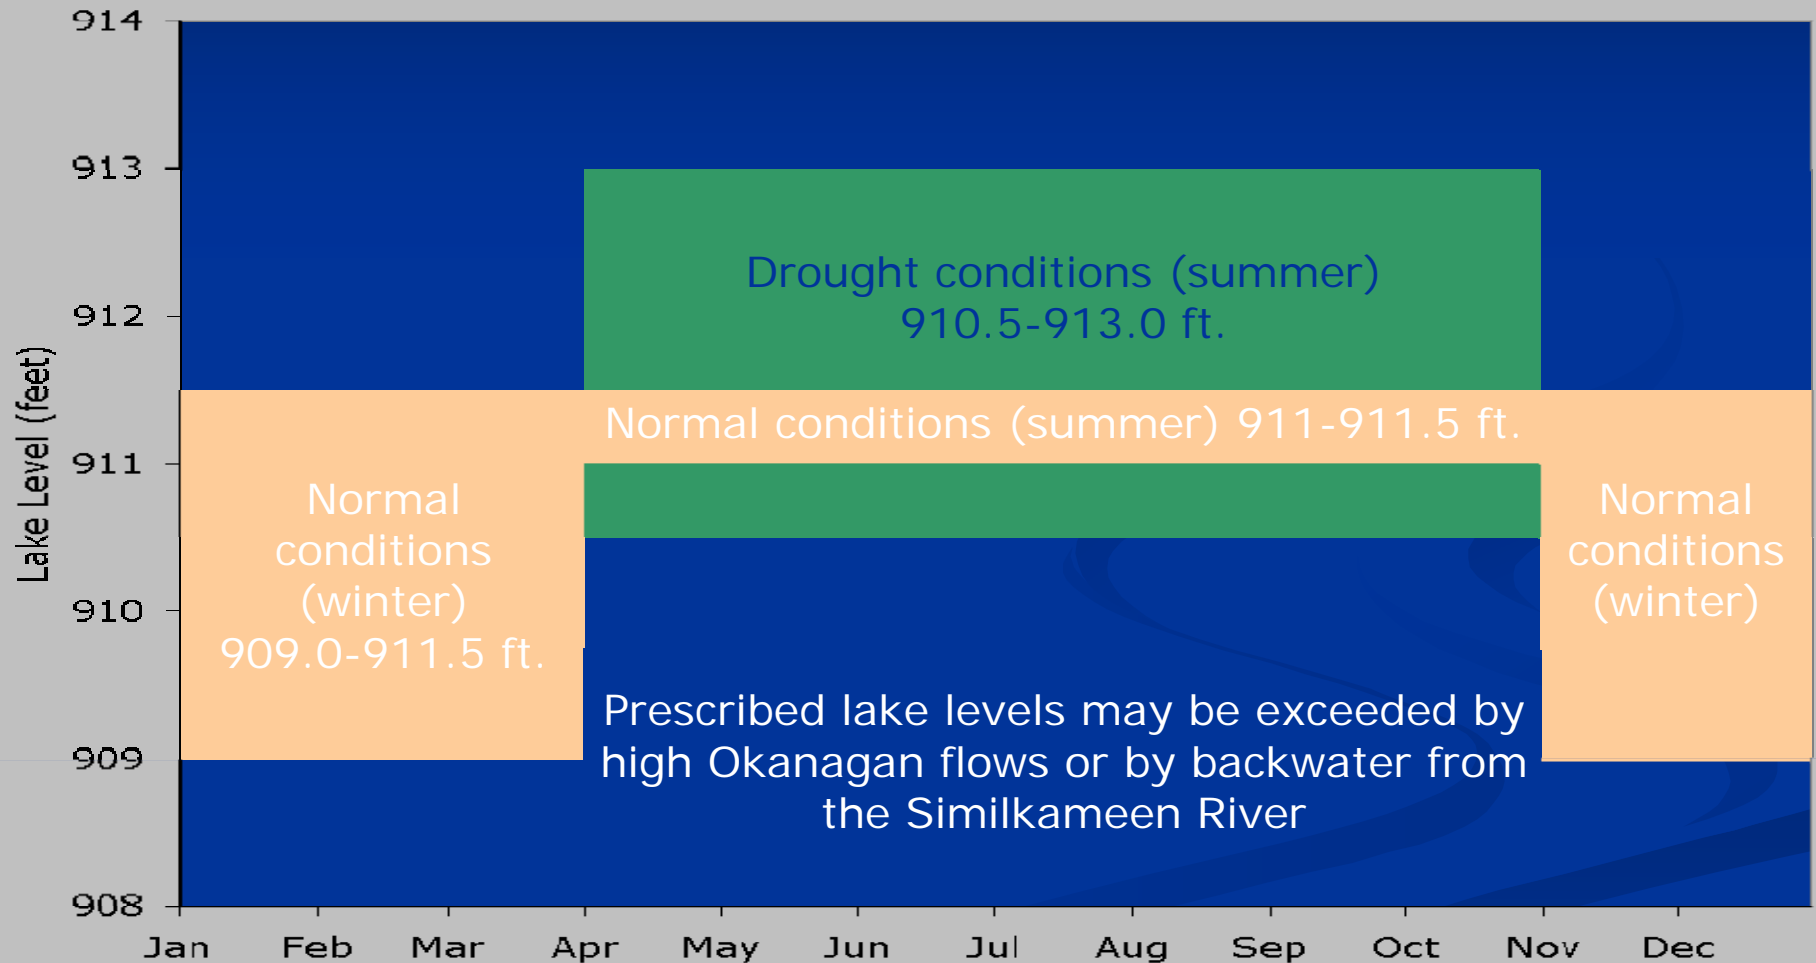 914
913
912
911
910
909
908
Lake Level (feet)
Drought conditions (summer)
910.5-913.0 ft.
Normal conditions (summer) 911-911.5 ft.
Normal
conditions
(winter)
909.0-911.5 ft.
Normal
conditions
(winter)
Prescribed lake levels may be exceeded by
high Okanagan flows or by backwater from
the Similkameen River
Jan Feb Mar Apr May Jun Jul Aug Sep Oct Nov Dec